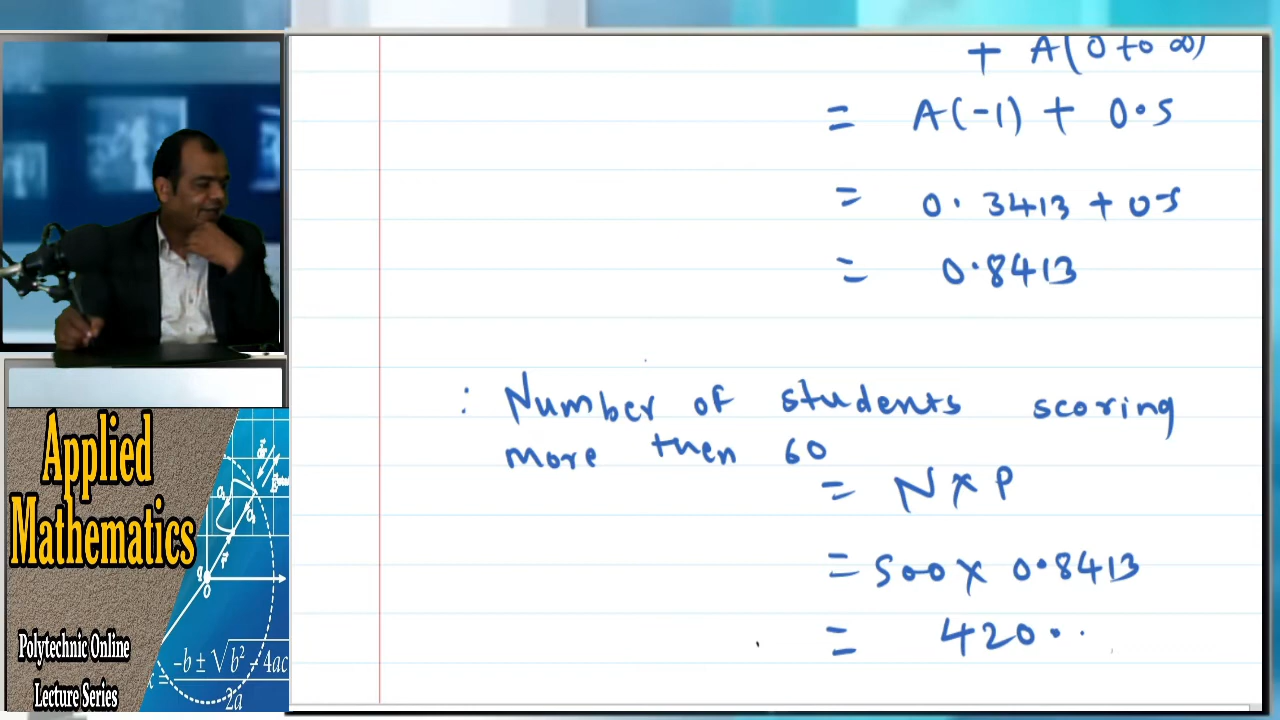 + A(0 to ∞)
= A(-1) + 0.5
= 0.3413 + 0.5
= 0.8413
: Number of students scoring
more then 60
= N x P
= 500 x 0.8413
= 420.
Applied
Mathematics
Polytechnic Online
Lecture Series
-b ± √b² - 4ac
2a